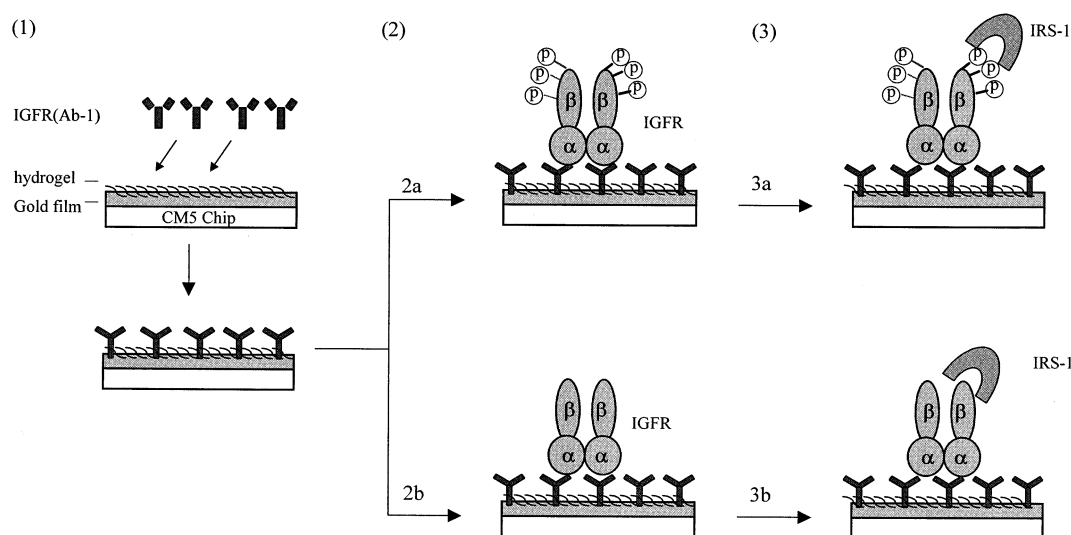 (1)
(2)
(3)
IRS-1
IGFR(Ab-1)
p p p p p p
β β
α α
IGFR
p p p p p p
β β
α α
hydrogel
Gold film
CM5 Chip
2a
3a
IRS-1
β β
α α
IGFR
β β
α α
2b
3b